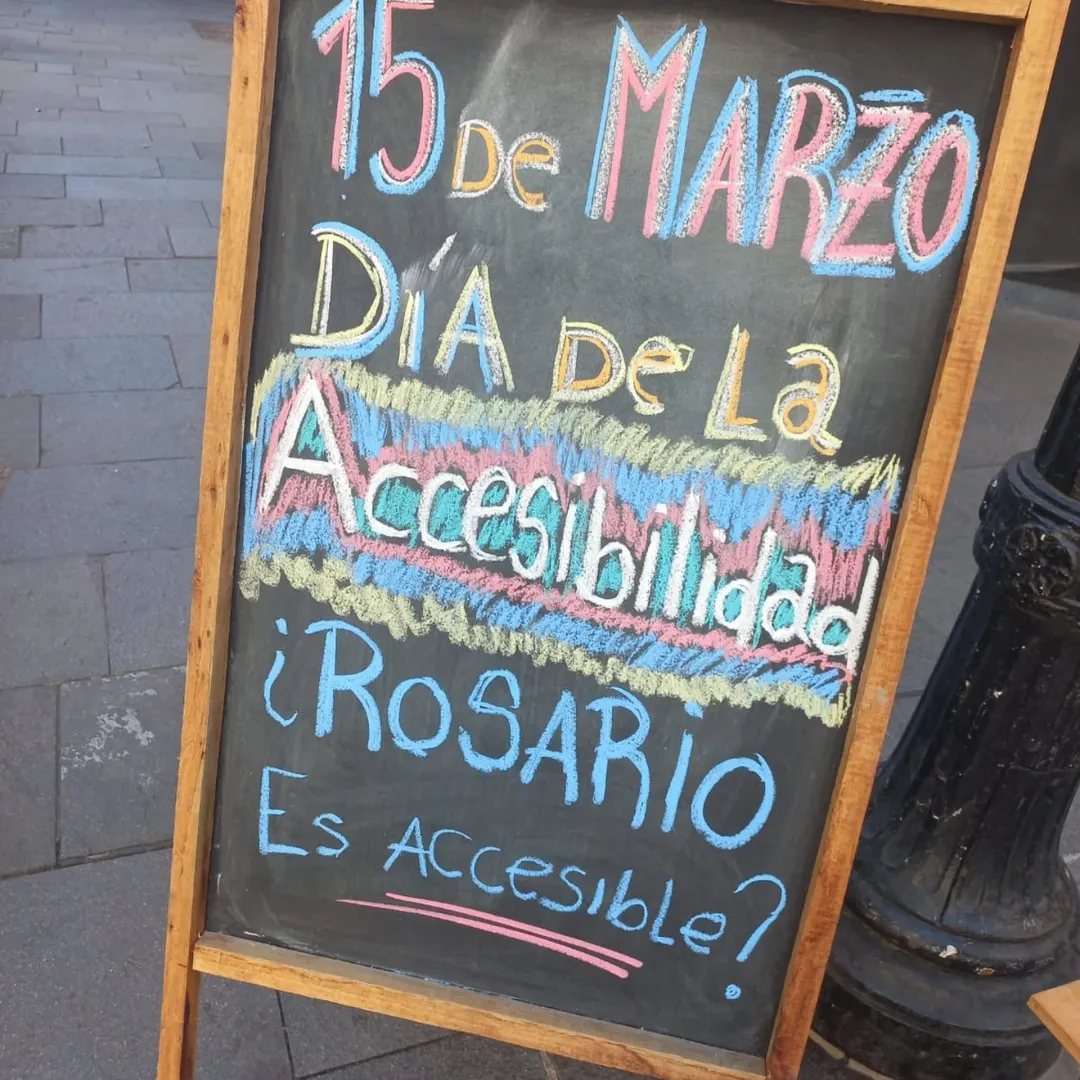 15 De MARZO
DíA De La
Accesibilidad
¿ROSARiO
Es ACCesible?